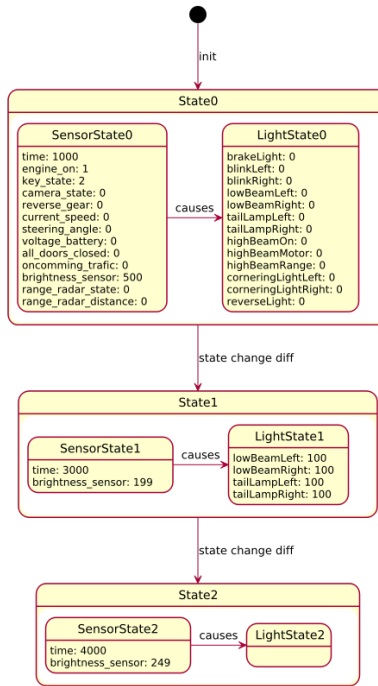 init
State0
SensorState0
time: 1000
engine_on: 1
key_state: 2
camera_state: 0
reverse_gear: 0
current_speed: 0
steering_angle: 0
voltage_battery: 0
all_doors_closed: 0
oncomming_trafic: 0
brightness_sensor: 500
range_radar_state: 0
range_radar_distance: 0
causes
LightState0
brakeLight: 0
blinkLeft: 0
blinkRight: 0
lowBeamLeft: 0
lowBeamRight: 0
tailLampLeft: 0
tailLampRight: 0
highBeamOn: 0
highBeamMotor: 0
highBeamRange: 0
corneringLightLeft: 0
corneringLightRight: 0
reverseLight: 0
state change diff
State1
SensorState1
time: 3000
brightness_sensor: 199
causes
LightState1
lowBeamLeft: 100
lowBeamRight: 100
tailLampLeft: 100
tailLampRight: 100
state change diff
State2
SensorState2
time: 4000
brightness_sensor: 249
causes
LightState2